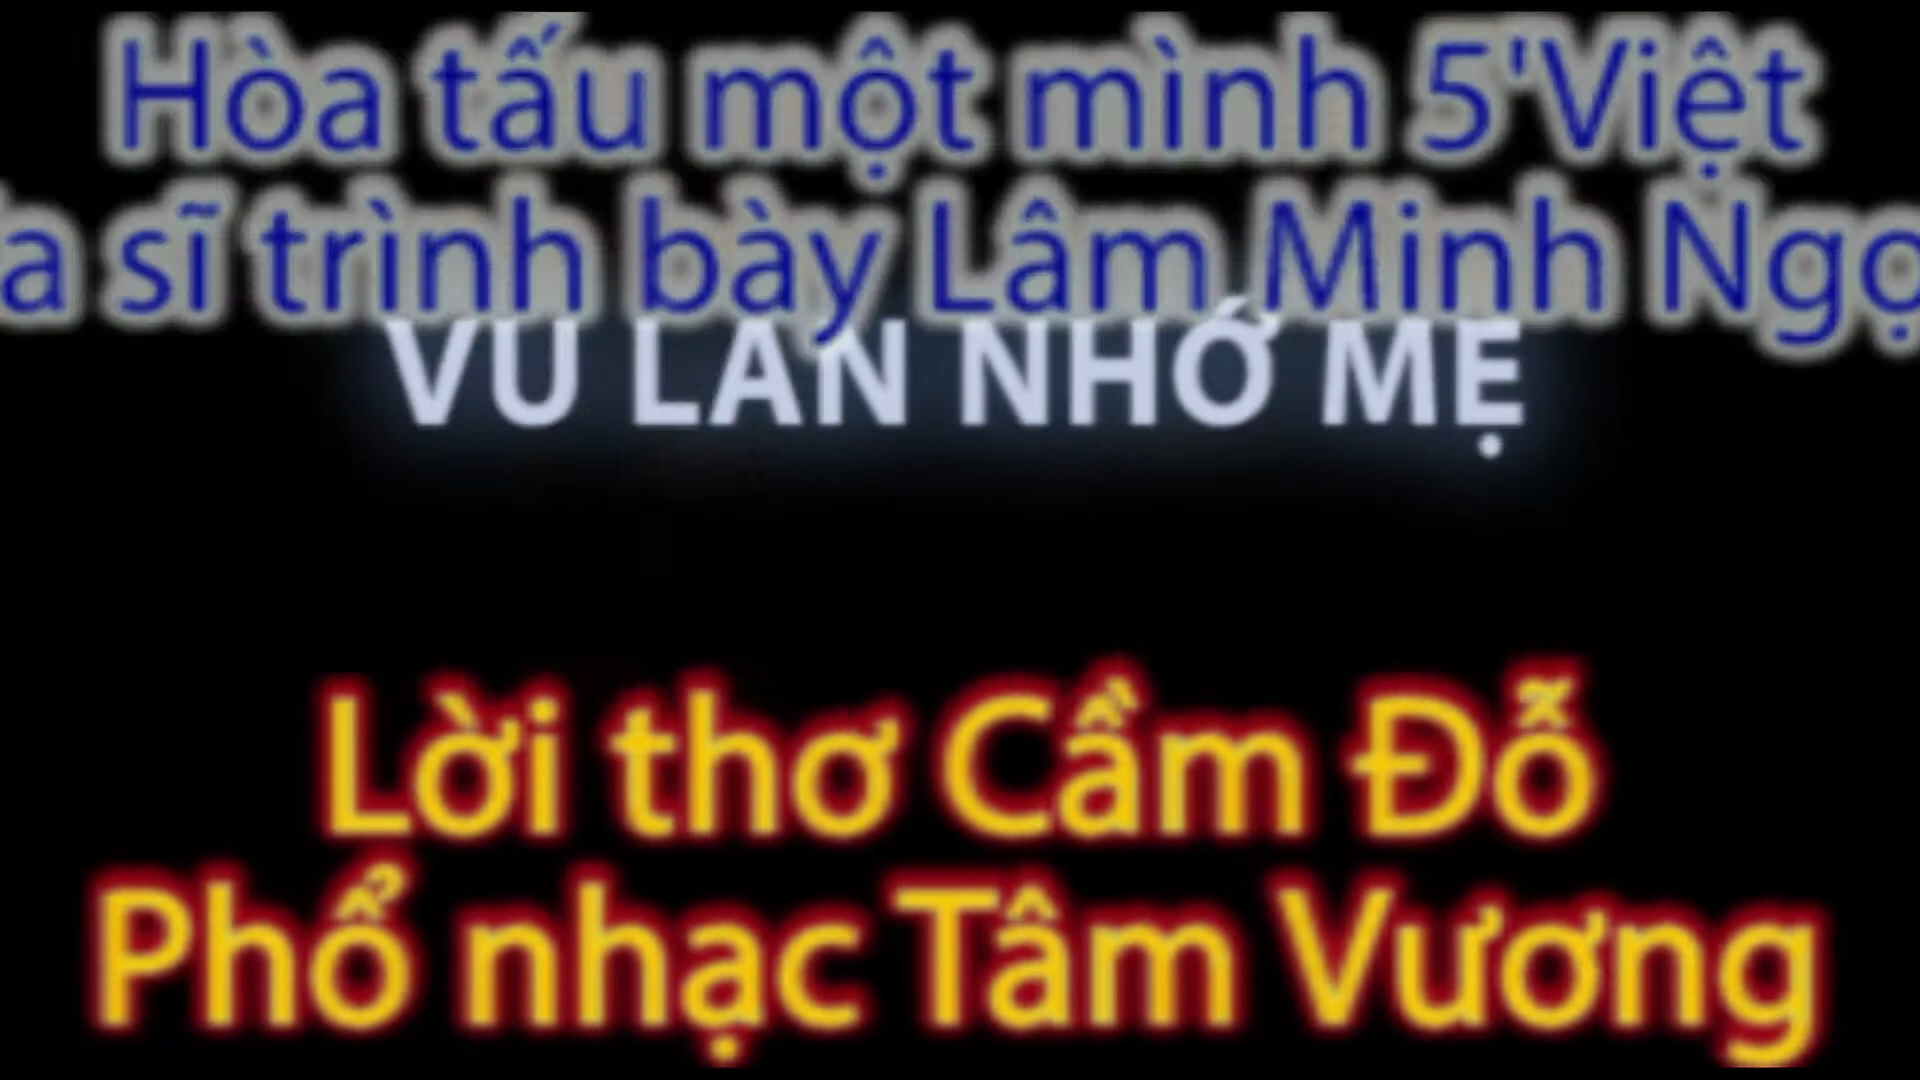 Hòa tấu một mình 5'Việt
a sĩ trình bày Lâm Minh Ngọ
VU LAN NHỚ MẸ
Lời thơ Cầm Đỗ
Phổ nhạc Tâm Vương